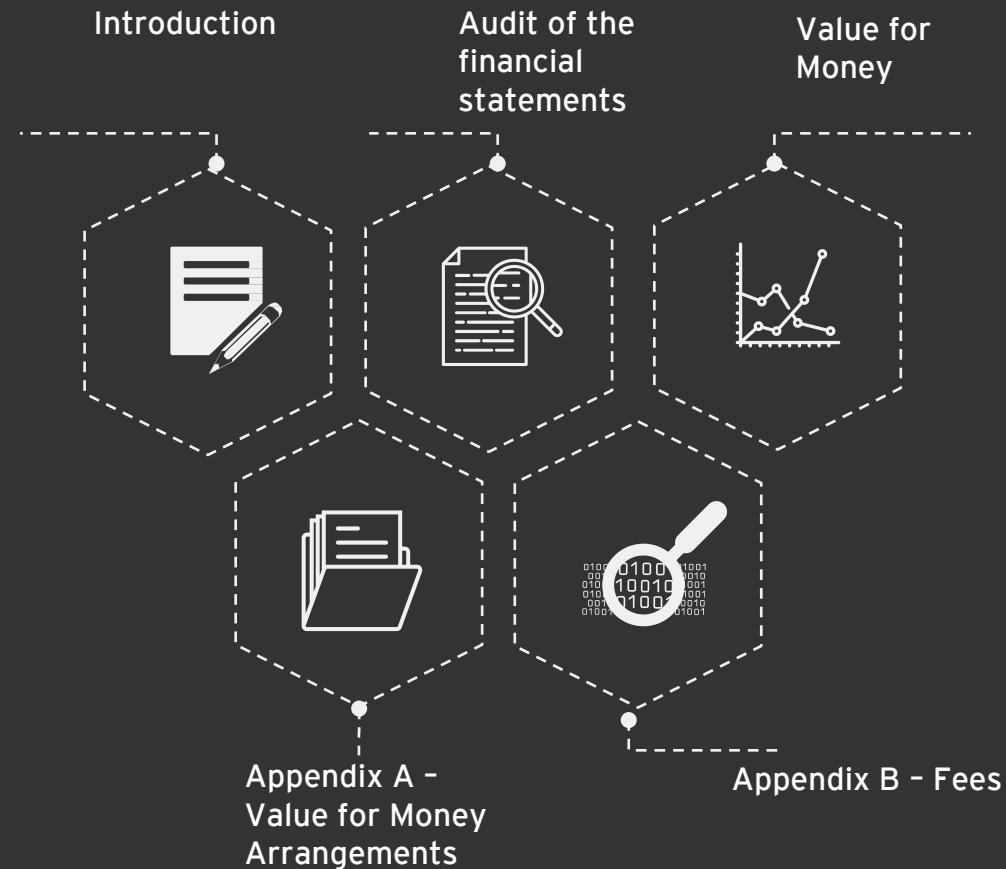 Introduction
Audit of the
financial
statements
Value for
Money
Appendix A –
Value for Money
Arrangements
Appendix B – Fees